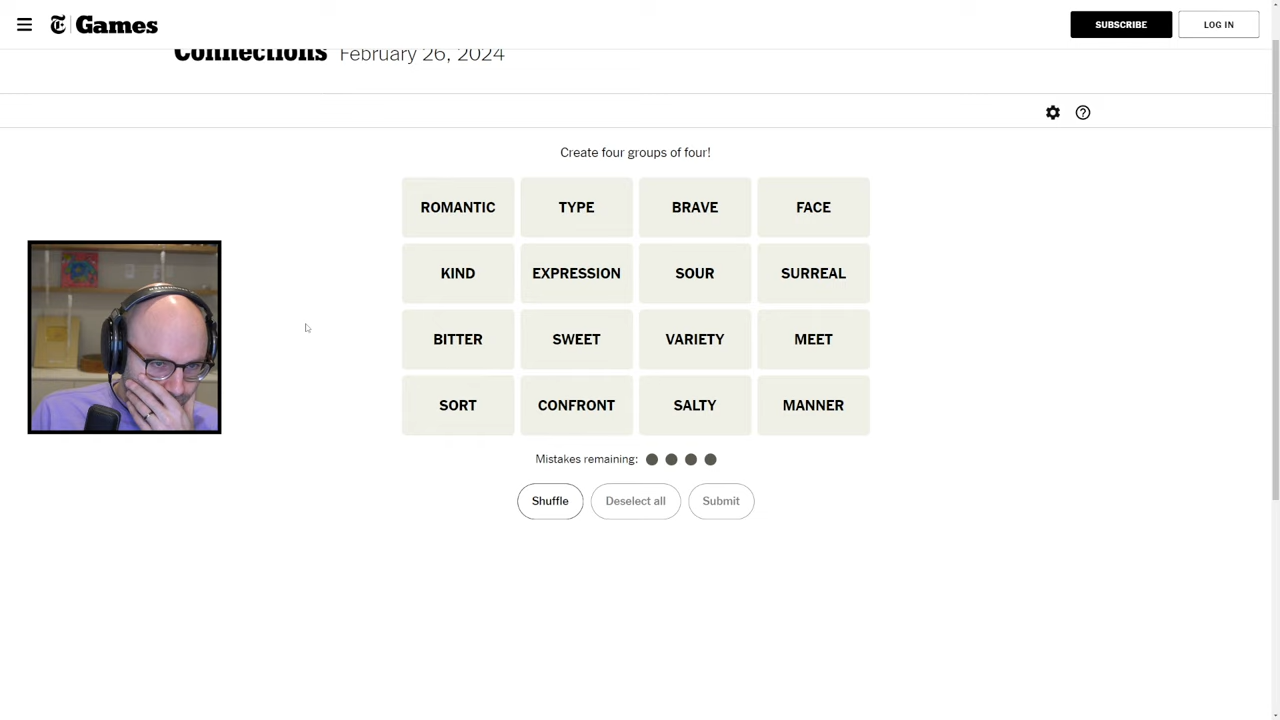 Games
SUBSCRIBE
LOG IN
Connections February 26, 2024
Create four groups of four!
ROMANTIC TYPE BRAVE FACE
KIND EXPRESSION SOUR SURREAL
BITTER SWEET VARIETY MEET
SORT CONFRONT SALTY MANNER
Mistakes remaining:
Shuffle Deselect all Submit